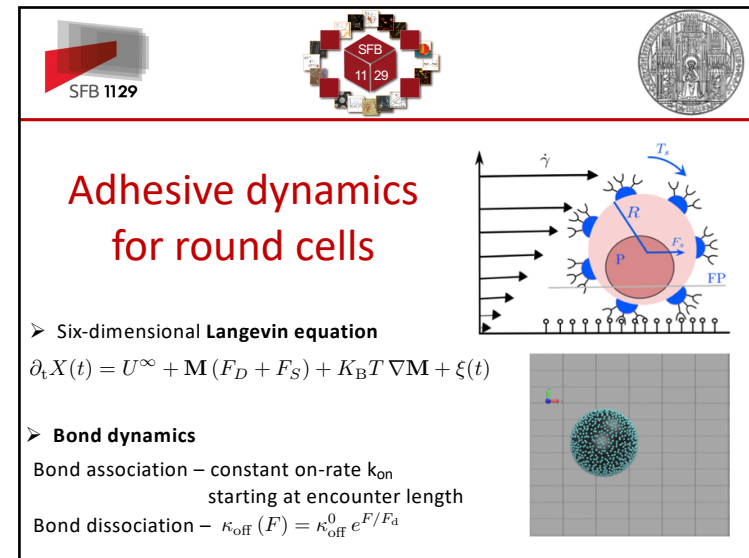 SFB 1129
SFB
11 29
Adhesive dynamics
for round cells
γ̇
T_s
R
F_s
P
FP
➢ Six-dimensional Langevin equation
∂_t X(t) = U^∞ + M (F_D + F_S) + K_B T ∇M + ξ(t)
➢ Bond dynamics
Bond association – constant on-rate k_on
starting at encounter length
Bond dissociation – κ_off (F) = κ_off^0 e^{F/F_d}